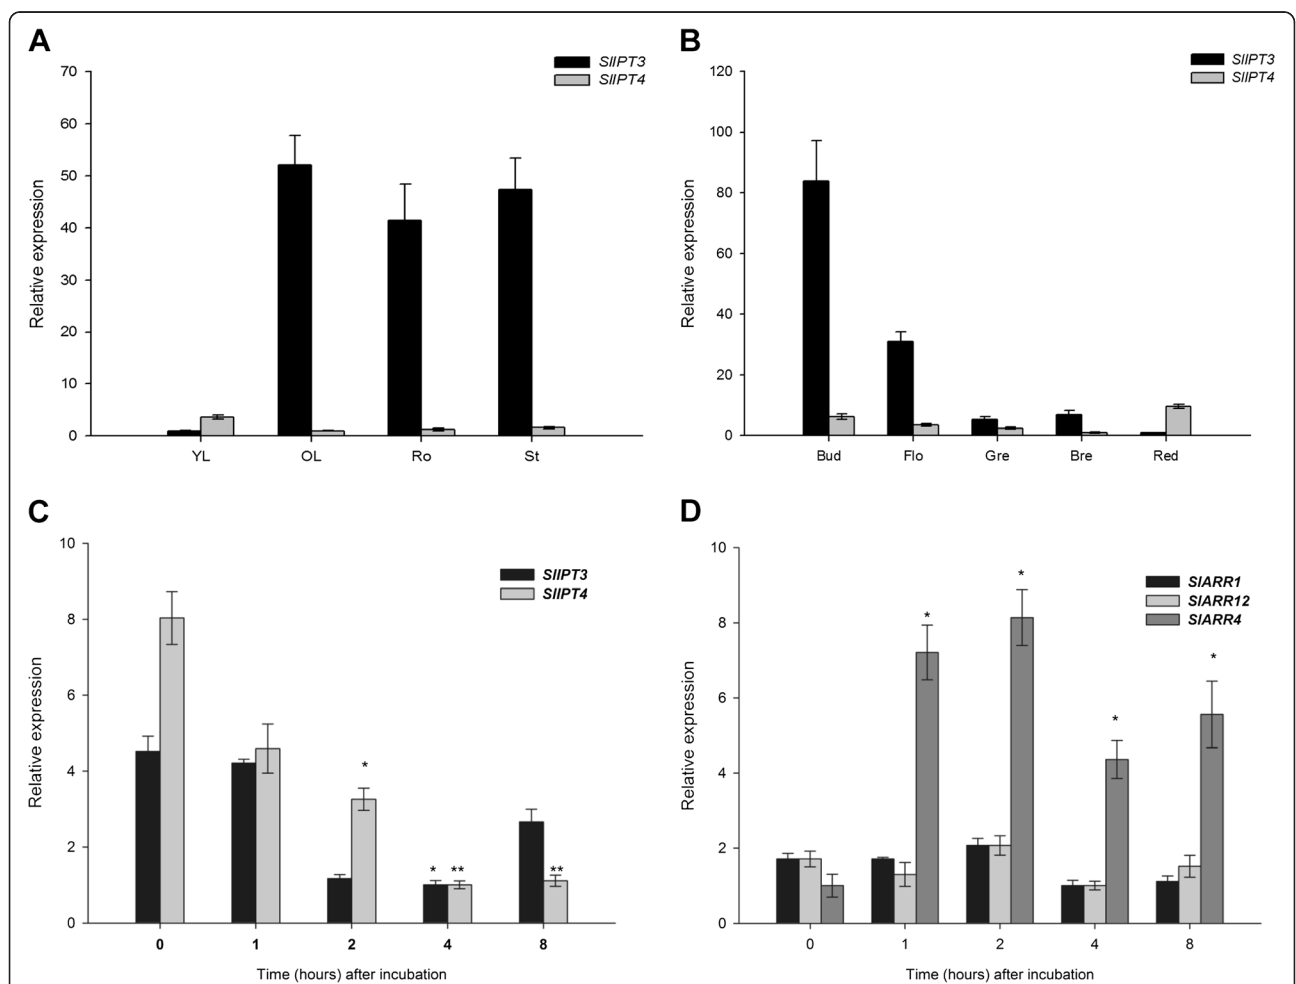 A
SlIPT3
SlIPT4
70
60
50
40
30
20
10
0
Relative expression
YL OL Ro St
B
SlIPT3
SlIPT4
120
100
80
60
40
20
0
Relative expression
Bud Flo Gre Bre Red
C
SlIPT3
SlIPT4
10
8
6
4
2
0
Relative expression
*
* ** **
0 1 2 4 8
Time (hours) after incubation
D
SlARR1
SlARR12
SlARR4
10
8
6
4
2
0
Relative expression
* * * *
0 1 2 4 8
Time (hours) after incubation